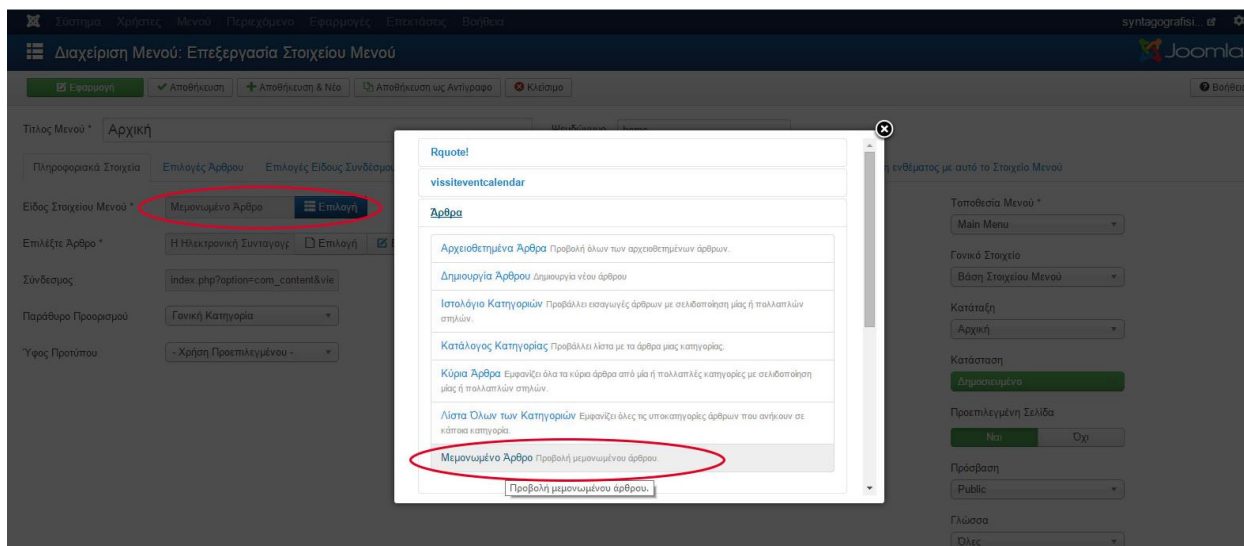 Σύστημα Χρήστες Μενού Περιεχόμενο Εφαρμογές Επεκτάσεις Βοήθεια syntagografisi...
Διαχείριση Μενού: Επεξεργασία Στοιχείου Μενού Joomla
Εφαρμογή Αποθήκευση Αποθήκευση & Νέο Αποθήκευση ως Αντίγραφο Κλείσιμο Βοήθεια
Τίτλος Μενού * Αρχική Ψευδώνυμο home
Πληροφοριακά Στοιχεία Επιλογές Άρθρου Επιλογές Είδους Συνδέσμου η ενθέματος με αυτό το Στοιχείο Μενού
Είδος Στοιχείου Μενού * Μεμονωμένο Άρθρο Επιλογή
Επιλέξτε Άρθρο * Η Ηλεκτρονική Συνταγογρ Επιλογή
Σύνδεσμος index.php?option=com_content&vie
Παράθυρο Προορισμού Γονική Κατηγορία
Ύφος Προτύπου - Χρήση Προεπιλεγμένου -
Rquote!
vissiteventcalendar
Άρθρα
Αρχειοθετημένα Άρθρα Προβολή όλων των αρχειοθετημένων άρθρων.
Δημιουργία Άρθρου Δημιουργία νέου άρθρου
Ιστολόγιο Κατηγοριών Προβάλλει εισαγωγές άρθρων με σελιδοποίηση μίας ή πολλαπλών
στηλών.
Κατάλογος Κατηγορίας Προβάλλει λίστα με τα άρθρα μιας κατηγορίας.
Κύρια Άρθρα Εμφανίζει όλα τα κύρια άρθρα από μία ή πολλαπλές κατηγορίες με σελιδοποίηση
μίας ή πολλαπλών στηλών.
Λίστα Όλων των Κατηγοριών Εμφανίζει όλες τις υποκατηγορίες άρθρων που ανήκουν σε
κάποια κατηγορία.
Μεμονωμένο Άρθρο Προβολή μεμονωμένου άρθρου.
Προβολή μεμονωμένου άρθρου.
Τοποθεσία Μενού *
Main Menu
Γονικό Στοιχείο
Βάση Στοιχείου Μενού
Κατάταξη
Αρχική
Κατάσταση
Δημοσιευμένο
Προεπιλεγμένη Σελίδα
Ναι Όχι
Πρόσβαση
Public
Γλώσσα
Όλες